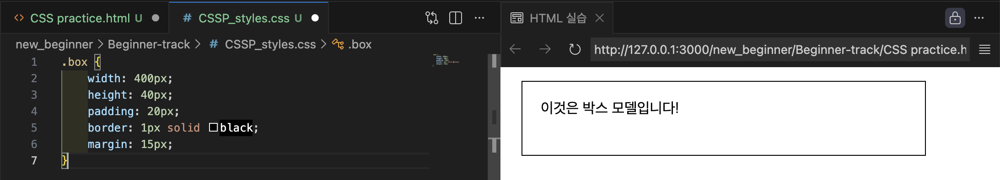 CSS practice.html U
CSSP_styles.css U
HTML 실습
new_beginner > Beginner-track > # CSSP_styles.css > .box
http://127.0.0.1:3000/new_beginner/Beginner-track/CSS practice.h
1 .box {
2 width: 400px;
3 height: 40px;
4 padding: 20px;
5 border: 1px solid black;
6 margin: 15px;
7 }
이것은 박스 모델입니다!